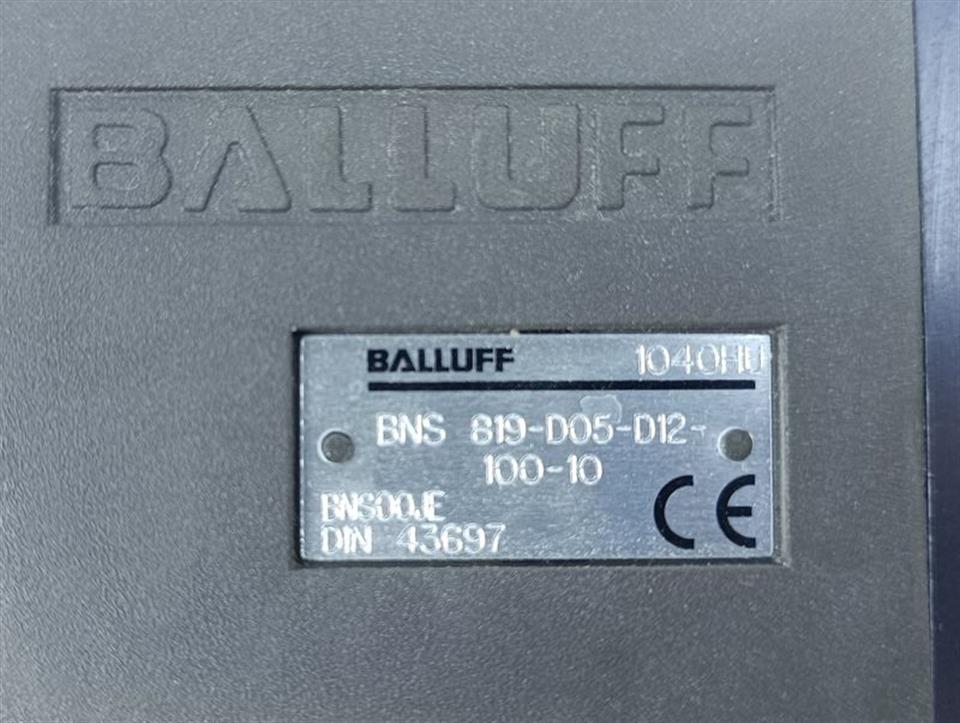 BALLUFF
BALLUFF 1040HU
BNS 819-D05-D12-
100-10
BNS00JE
DIN 43697
CE